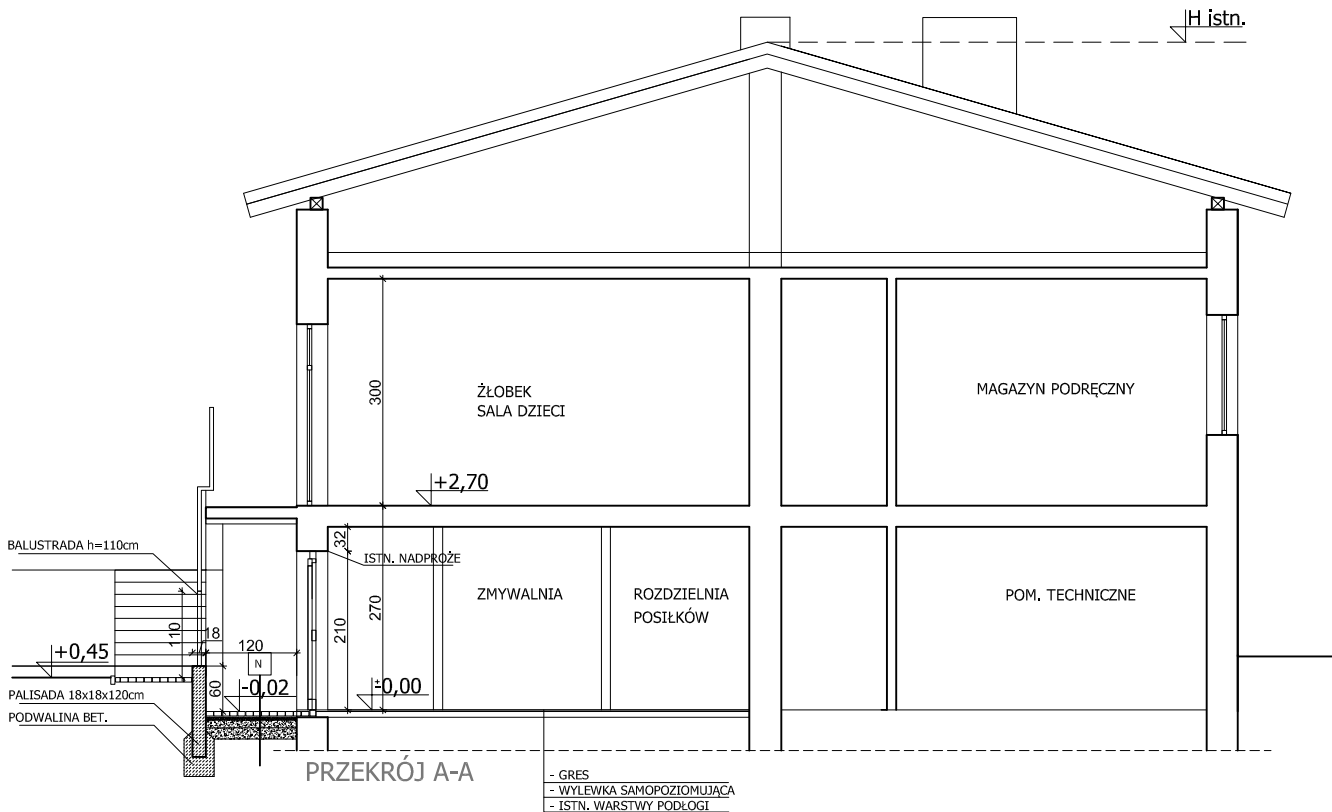 H istn.
300
ŻŁOBEK
SALA DZIECI
MAGAZYN PODRĘCZNY
+2,70
BALUSTRADA h=110cm
32
ISTN. NADPROŻE
ZMYWALNIA
ROZDZIELNIA
POSIŁKÓW
POM. TECHNICZNE
270
210
110
18
120
+0,45
N
60
-0,02
±0,00
PALISADA 18x18x120cm
PODWALINA BET.
PRZEKRÓJ A-A
- GRES
- WYLEWKA SAMOPOZIOMUJĄCA
- ISTN. WARSTWY PODŁOGI